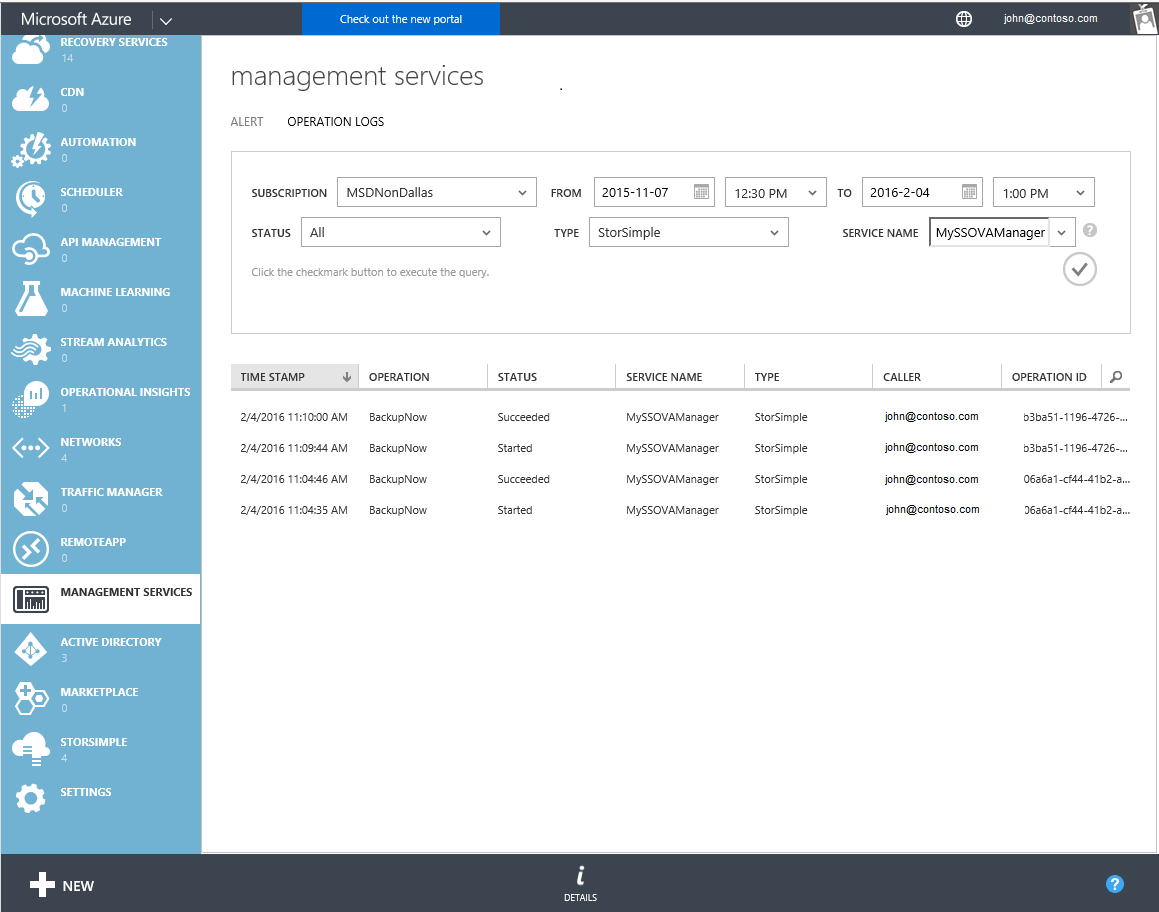 Microsoft Azure
Check out the new portal
john@contoso.com
RECOVERY SERVICES
14
CDN
0
AUTOMATION
0
SCHEDULER
0
API MANAGEMENT
0
MACHINE LEARNING
0
STREAM ANALYTICS
0
OPERATIONAL INSIGHTS
1
NETWORKS
4
TRAFFIC MANAGER
0
REMOTEAPP
0
MANAGEMENT SERVICES
ACTIVE DIRECTORY
3
MARKETPLACE
0
STORSIMPLE
4
SETTINGS
management services
ALERT OPERATION LOGS
SUBSCRIPTION MSDNonDallas FROM 2015-11-07 12:30 PM TO 2016-2-04 1:00 PM
STATUS All TYPE StorSimple SERVICE NAME MySSOVAManager ?
Click the checkmark button to execute the query.
TIME STAMP OPERATION STATUS SERVICE NAME TYPE CALLER OPERATION ID
2/4/2016 11:10:00 AM BackupNow Succeeded MySSOVAManager StorSimple john@contoso.com b3ba51-1196-4726-...
2/4/2016 11:09:44 AM BackupNow Started MySSOVAManager StorSimple john@contoso.com b3ba51-1196-4726-...
2/4/2016 11:04:46 AM BackupNow Succeeded MySSOVAManager StorSimple john@contoso.com 06a6a1-cf44-41b2-a...
2/4/2016 11:04:35 AM BackupNow Started MySSOVAManager StorSimple john@contoso.com 06a6a1-cf44-41b2-a...
NEW
i
DETAILS
?